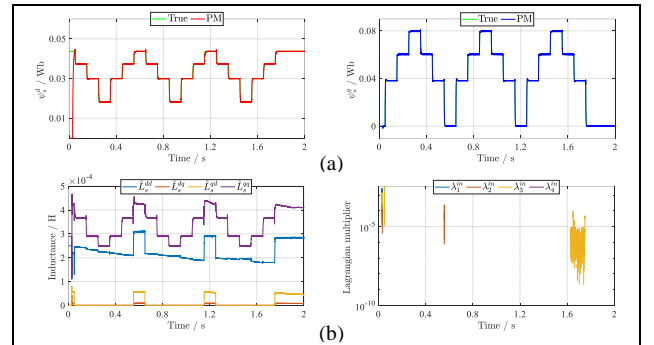 True PM
True PM
0.05
0.03
0.01
ψ_s^d / Wb
0 0.4 0.8 1.2 1.6 2
Time / s
0.08
0.04
0
ψ_s^q / Wb
0 0.4 0.8 1.2 1.6 2
Time / s
(a)
×10⁻⁴
L̂_s^dd L̂_s^dq L̂_s^qd L̂_s^qq
5
4
3
2
1
0
Inductance / H
0 0.4 0.8 1.2 1.6 2
Time / s
λ_1^in λ_2^in λ_3^in λ_4^in
10⁻⁵
10⁻¹⁰
Lagrangian multiplier
0 0.4 0.8 1.2 1.6 2
Time / s
(b)